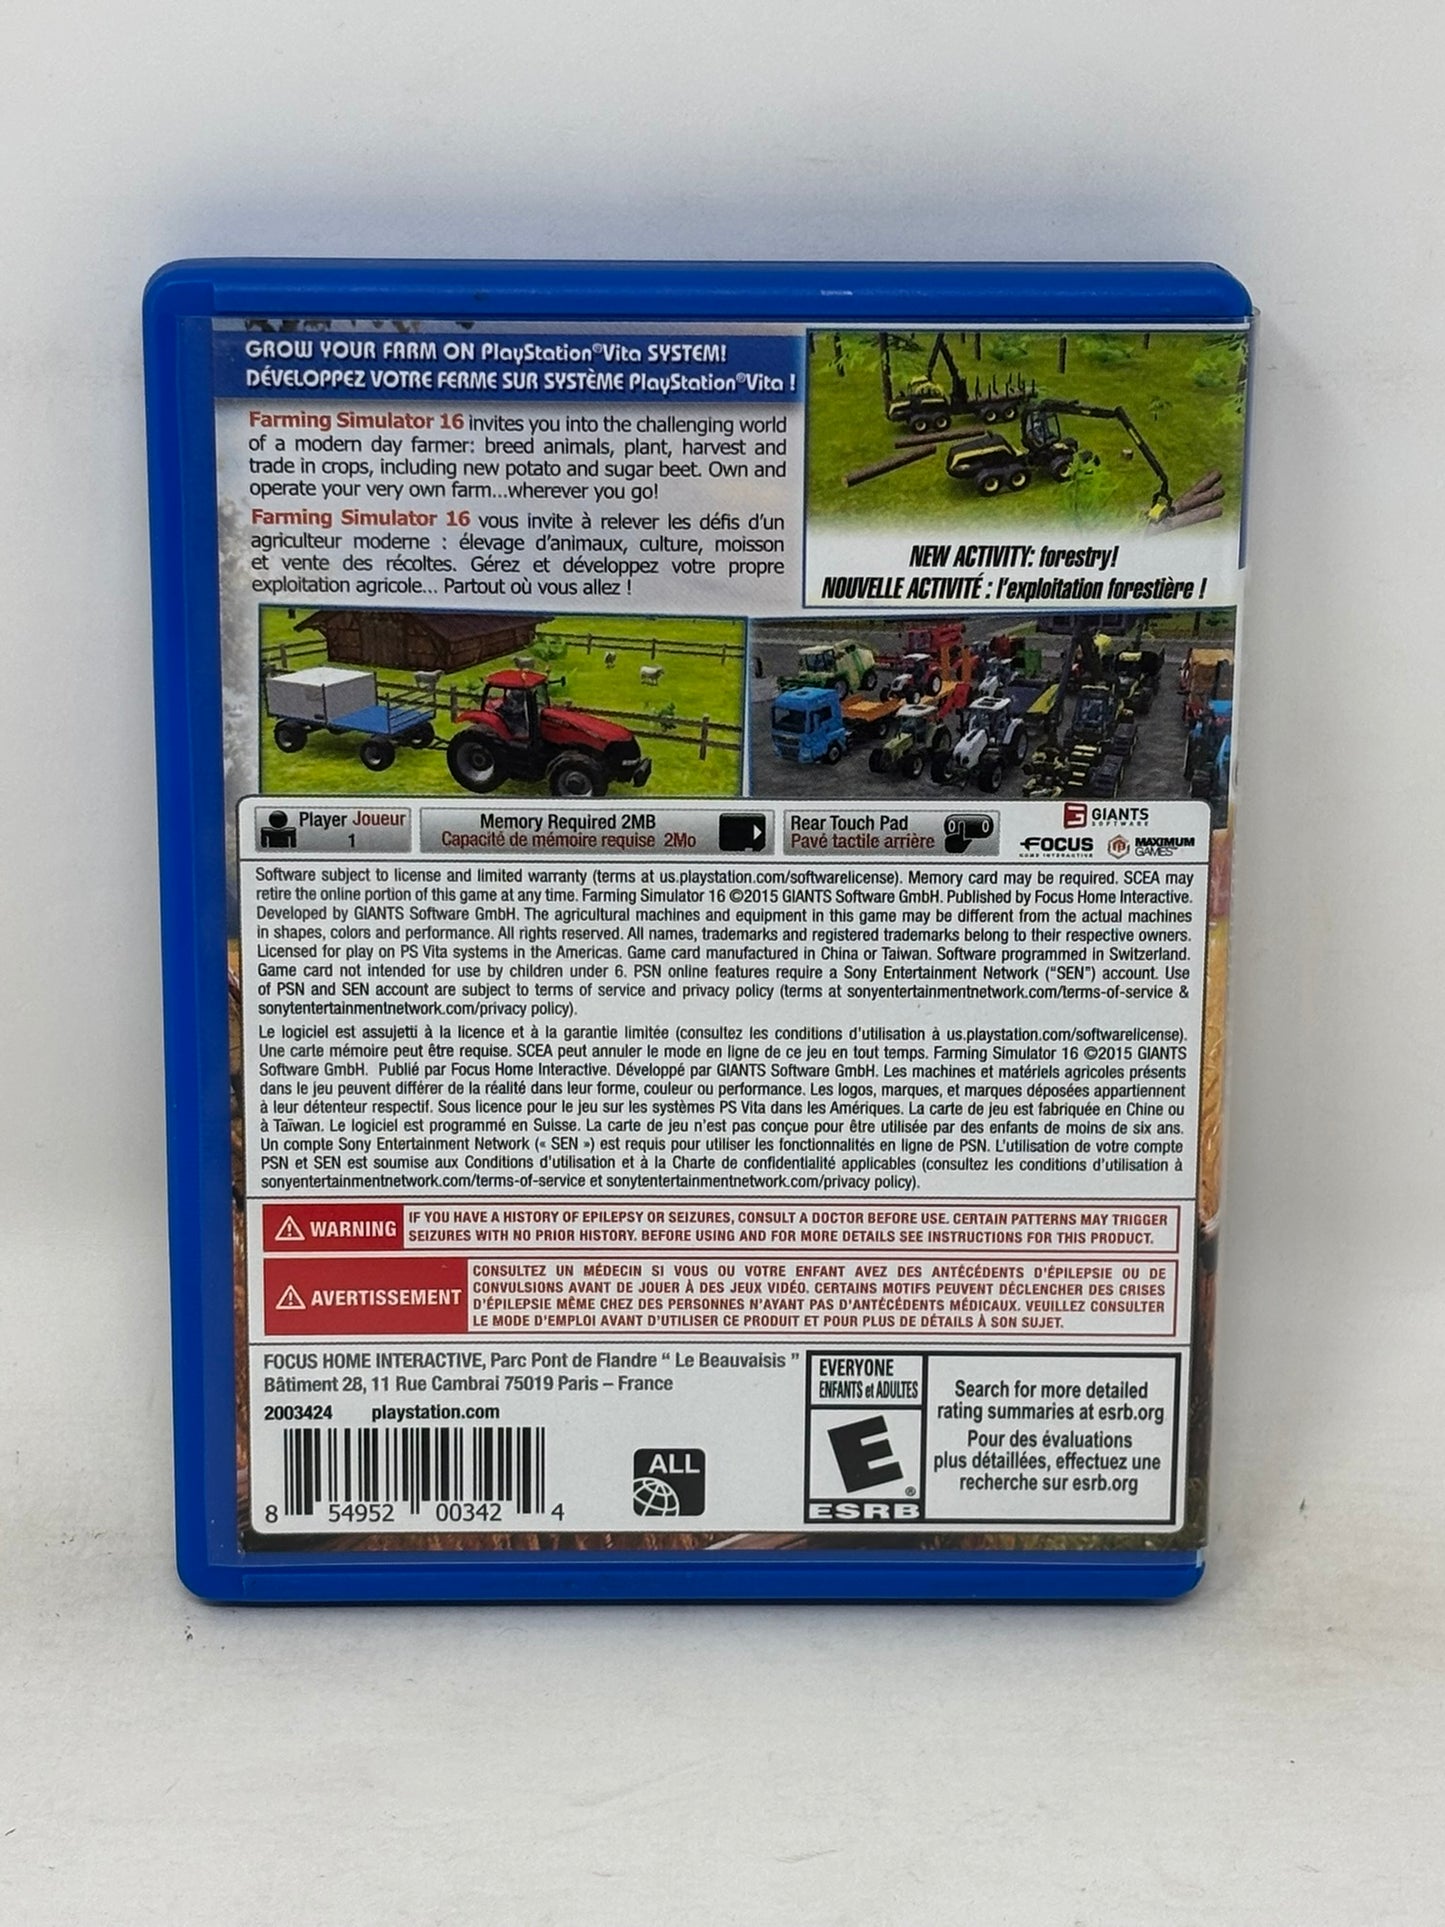 GROW YOUR FARM ON PlayStation®Vita SYSTEM!
DÉVELOPPEZ VOTRE FERME SUR SYSTÈME PlayStation®Vita !
Farming Simulator 16 invites you into the challenging world
of a modern day farmer: breed animals, plant, harvest and
trade in crops, including new potato and sugar beet. Own and
operate your very own farm...wherever you go!
Farming Simulator 16 vous invite à relever les défis d'un
agriculteur moderne : élevage d'animaux, culture, moisson
et vente des récoltes. Gérez et développez votre propre
exploitation agricole... Partout où vous allez !
NEW ACTIVITY: forestry!
NOUVELLE ACTIVITÉ : l'exploitation forestière !
Player Joueur
1
Memory Required 2MB
Capacité de mémoire requise 2Mo
Rear Touch Pad
Pavé tactile arrière
GIANTS
SOFTWARE
FOCUS
HOME INTERACTIVE
MAXIMUM
GAMES™
Software subject to license and limited warranty (terms at us.playstation.com/softwarelicense). Memory card may be required. SCEA may
retire the online portion of this game at any time. Farming Simulator 16 ©2015 GIANTS Software GmbH. Published by Focus Home Interactive.
Developed by GIANTS Software GmbH. The agricultural machines and equipment in this game may be different from the actual machines
in shapes, colors and performance. All rights reserved. All names, trademarks and registered trademarks belong to their respective owners.
Licensed for play on PS Vita systems in the Americas. Game card manufactured in China or Taiwan. Software programmed in Switzerland.
Game card not intended for use by children under 6. PSN online features require a Sony Entertainment Network ("SEN") account. Use
of PSN and SEN account are subject to terms of service and privacy policy (terms at sonyentertainmentnetwork.com/terms-of-service &
sonytentertainmentnetwork.com/privacy policy).
Le logiciel est assujetti à la licence et à la garantie limitée (consultez les conditions d'utilisation à us.playstation.com/softwarelicense).
Une carte mémoire peut être requise. SCEA peut annuler le mode en ligne de ce jeu en tout temps. Farming Simulator 16 ©2015 GIANTS
Software GmbH. Publié par Focus Home Interactive. Développé par GIANTS Software GmbH. Les machines et matériels agricoles présents
dans le jeu peuvent différer de la réalité dans leur forme, couleur ou performance. Les logos, marques, et marques déposées appartiennent
à leur détenteur respectif. Sous licence pour le jeu sur les systèmes PS Vita dans les Amériques. La carte de jeu est fabriquée en Chine ou
à Taïwan. Le logiciel est programmé en Suisse. La carte de jeu n'est pas conçue pour être utilisée par des enfants de moins de six ans.
Un compte Sony Entertainment Network (« SEN ») est requis pour utiliser les fonctionnalités en ligne de PSN. L'utilisation de votre compte
PSN et SEN est soumise aux Conditions d'utilisation et à la Charte de confidentialité applicables (consultez les conditions d'utilisation à
sonyentertainmentnetwork.com/terms-of-service et sonytentertainmentnetwork.com/privacy policy).
WARNING
IF YOU HAVE A HISTORY OF EPILEPSY OR SEIZURES, CONSULT A DOCTOR BEFORE USE. CERTAIN PATTERNS MAY TRIGGER
SEIZURES WITH NO PRIOR HISTORY. BEFORE USING AND FOR MORE DETAILS SEE INSTRUCTIONS FOR THIS PRODUCT.
AVERTISSEMENT
CONSULTEZ UN MÉDECIN SI VOUS OU VOTRE ENFANT AVEZ DES ANTÉCÉDENTS D'ÉPILEPSIE OU DE
CONVULSIONS AVANT DE JOUER À DES JEUX VIDÉO. CERTAINS MOTIFS PEUVENT DÉCLENCHER DES CRISES
D'ÉPILEPSIE MÊME CHEZ DES PERSONNES N'AYANT PAS D'ANTÉCÉDENTS MÉDICAUX. VEUILLEZ CONSULTER
LE MODE D'EMPLOI AVANT D'UTILISER CE PRODUIT ET POUR PLUS DE DÉTAILS À SON SUJET.
FOCUS HOME INTERACTIVE, Parc Pont de Flandre " Le Beauvaisis "
Bâtiment 28, 11 Rue Cambrai 75019 Paris – France
2003424 playstation.com
8 54952 00342 4
ALL
EVERYONE
ENFANTS et ADULTES
E
®
ESRB
Search for more detailed
rating summaries at esrb.org
Pour des évaluations
plus détaillées, effectuez une
recherche sur esrb.org